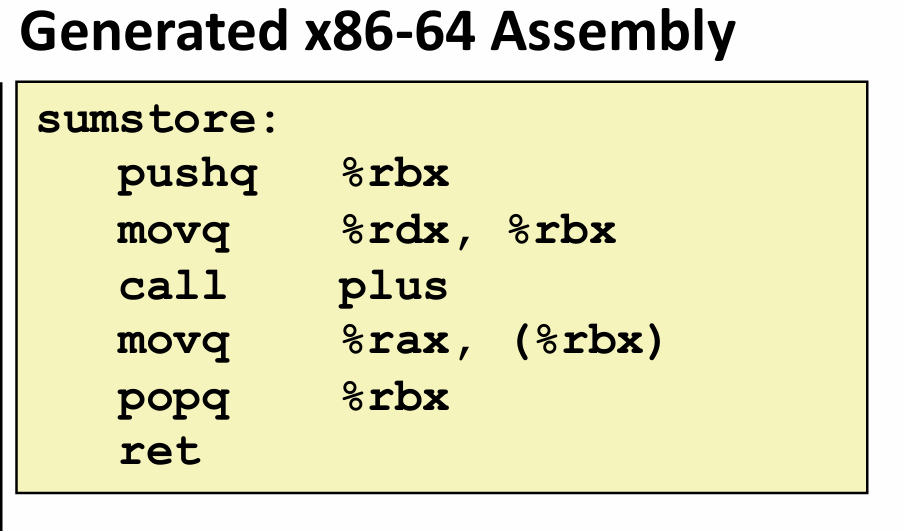 Generated x86-64 Assembly
sumstore:
pushq %rbx
movq %rdx, %rbx
call plus
movq %rax, (%rbx)
popq %rbx
ret